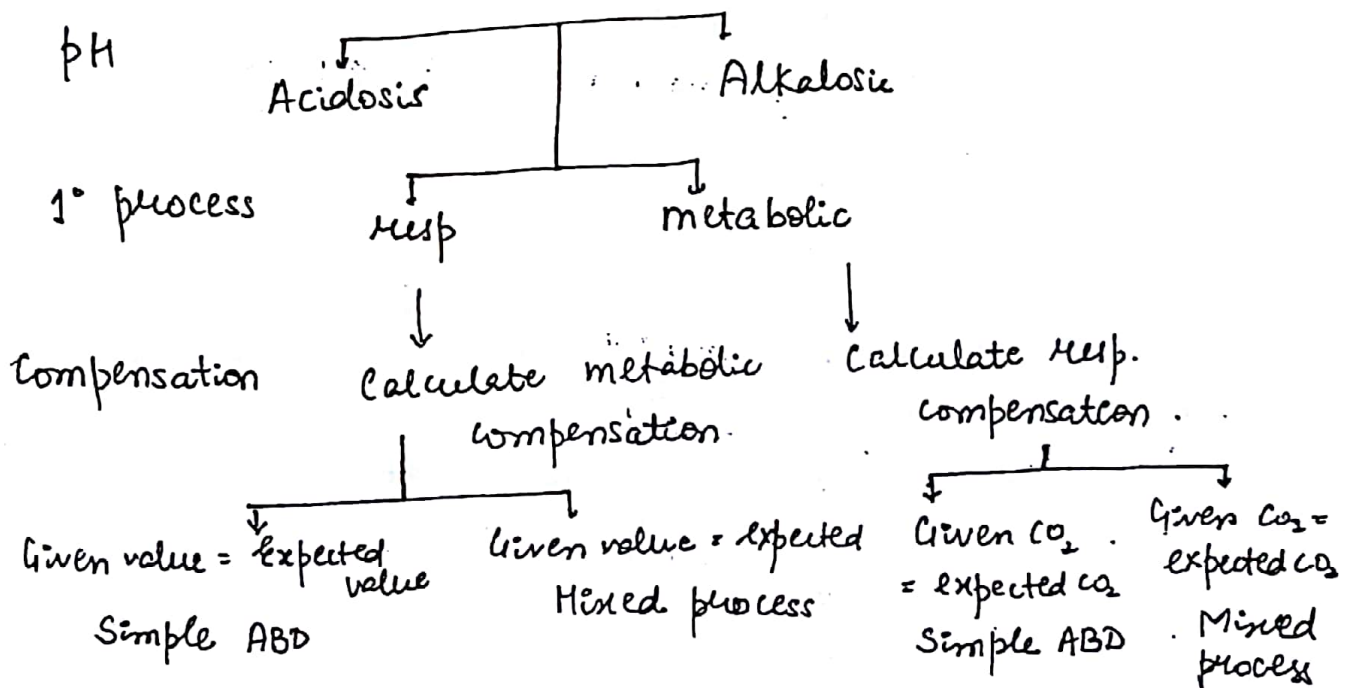 pH
Acidosis
Alkalosis
1° process
resp
metabolic
Compensation
Calculate metabolic
compensation.
Calculate resp.
compensation.
Given value = Expected
value
Simple ABD
Given value = expected
Mixed process
Given CO₂
= expected CO₂
Simple ABD
Given CO₂ =
expected CO₂
Mixed
process